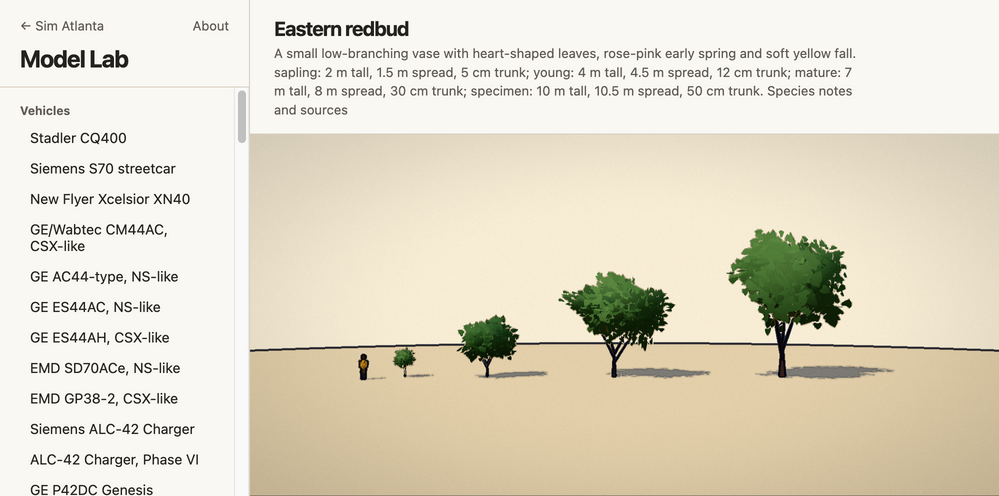 ← Sim Atlanta
About
Model Lab
Vehicles
Stadler CQ400
Siemens S70 streetcar
New Flyer Xcelsior XN40
GE/Wabtec CM44AC,
CSX-like
GE AC44-type, NS-like
GE ES44AC, NS-like
GE ES44AH, CSX-like
EMD SD70ACe, NS-like
EMD GP38-2, CSX-like
Siemens ALC-42 Charger
ALC-42 Charger, Phase VI
GE P42DC Genesis
Eastern redbud
A small low-branching vase with heart-shaped leaves, rose-pink early spring and soft yellow fall.
sapling: 2 m tall, 1.5 m spread, 5 cm trunk; young: 4 m tall, 4.5 m spread, 12 cm trunk; mature: 7
m tall, 8 m spread, 30 cm trunk; specimen: 10 m tall, 10.5 m spread, 50 cm trunk. Species notes
and sources